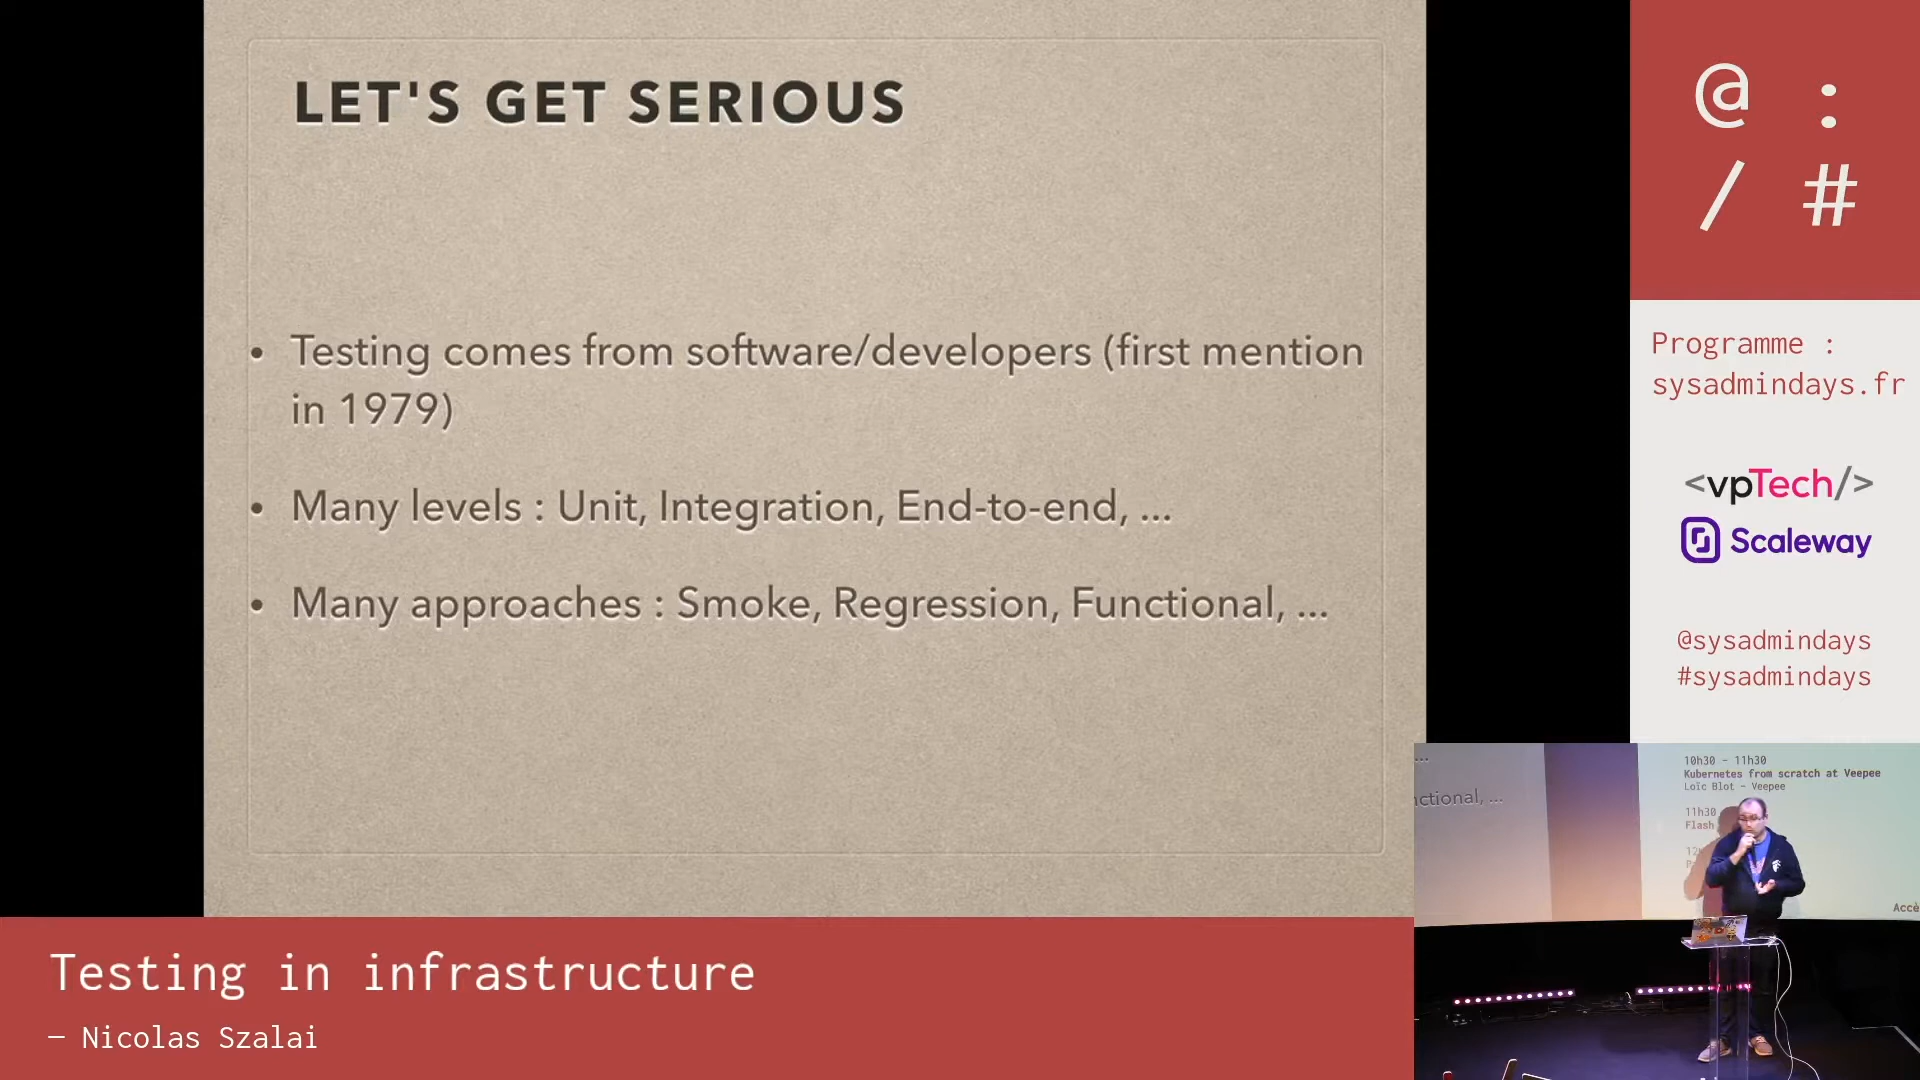 LET'S GET SERIOUS
• Testing comes from software/developers (first mention
in 1979)
• Many levels : Unit, Integration, End-to-end, ...
• Many approaches : Smoke, Regression, Functional, ...
@ :
/ #
Programme :
sysadmindays.fr
<vpTech/>
Scaleway
@sysadmindays
#sysadmindays
...
nctional, ...
10h30 - 11h30
Kubernetes from scratch at Veepee
Loïc Blot - Veepee
11h30
Flash
Accè
Testing in infrastructure
— Nicolas Szalai